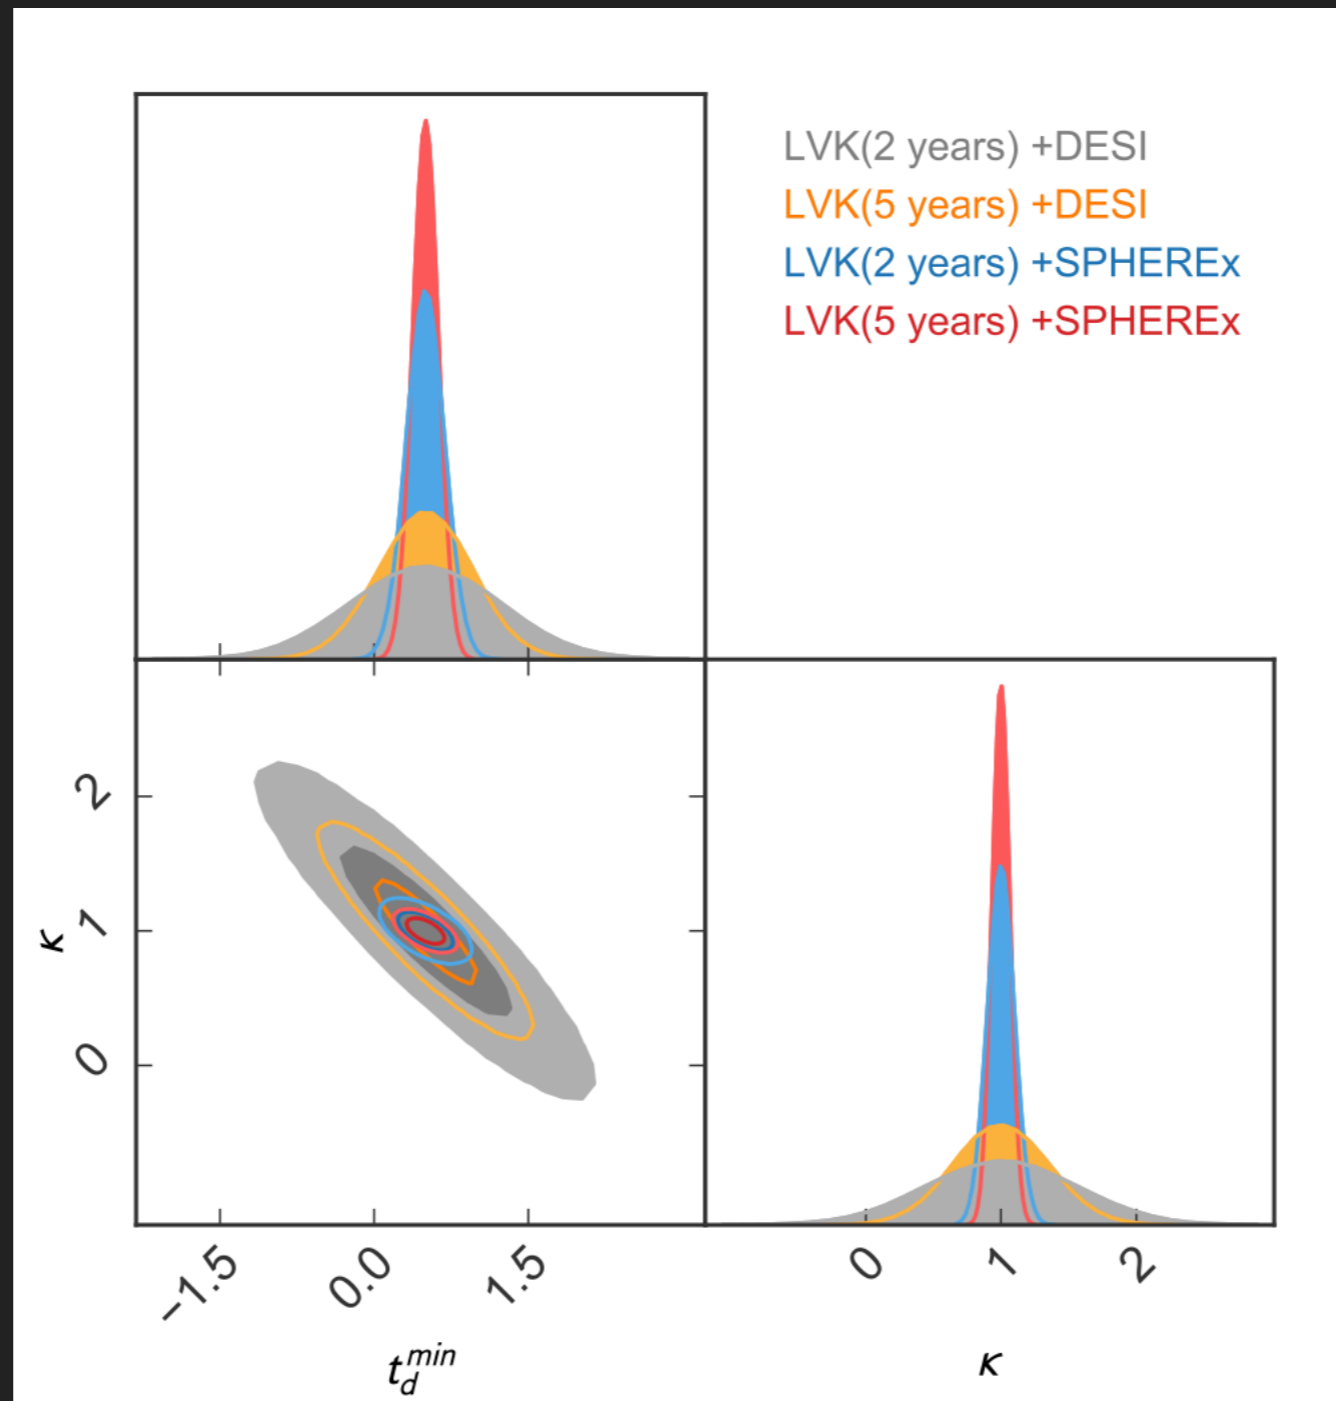 LVK(2 years) +DESI
LVK(5 years) +DESI
LVK(2 years) +SPHEREx
LVK(5 years) +SPHEREx
κ
2
1
0
−1.5
0.0
1.5
0
1
2
t_d^{min}
κ